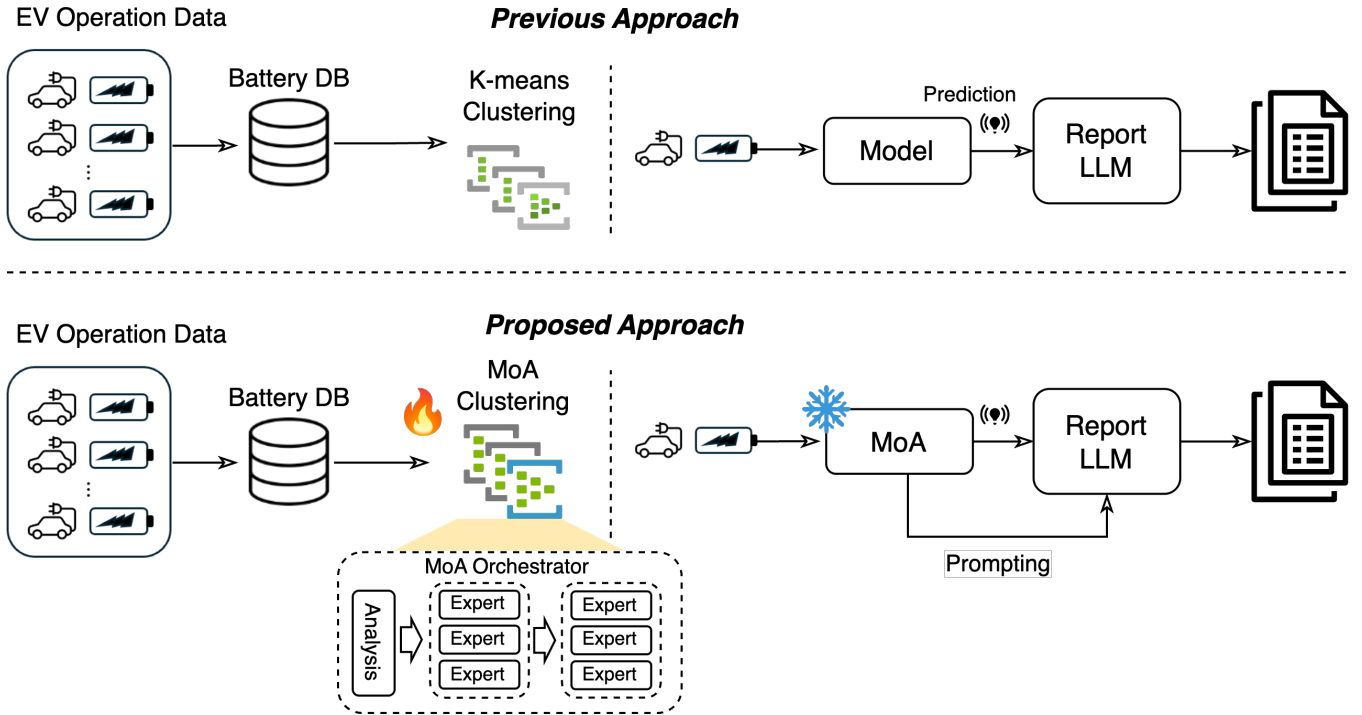 EV Operation Data
Previous Approach
Battery DB
K-means
Clustering
Prediction
Model
Report
LLM
EV Operation Data
Proposed Approach
Battery DB
MoA
Clustering
MoA
Report
LLM
Prompting
MoA Orchestrator
Analysis
Expert
Expert
Expert
Expert
Expert
Expert